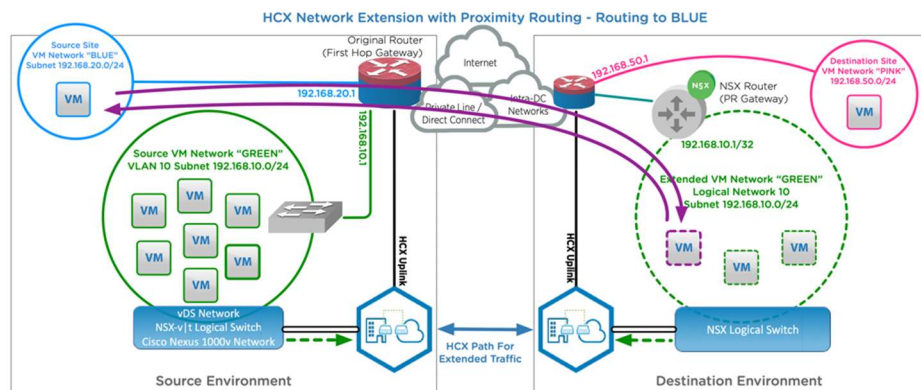 HCX Network Extension with Proximity Routing - Routing to BLUE
Source Site
VM Network "BLUE"
Subnet 192.168.20.0/24
VM
Original Router
(First Hop Gateway)
Internet
Private Line /
Direct Connect
Intra-DC
Networks
192.168.50.1
NSX
NSX Router
(PR Gateway)
Destination Site
VM Network "PINK"
Subnet 192.168.50.0/24
VM
192.168.20.1
192.168.10.1
192.168.10.1/32
Source VM Network "GREEN"
VLAN 10 Subnet 192.168.10.0/24
VM
VM
VM
VM
VM
VM
VM
Extended VM Network "GREEN"
Logical Network 10
Subnet 192.168.10.0/24
VM
VM
VM
HCX Uplink
HCX Uplink
vDS Network
NSX-v|t Logical Switch
Cisco Nexus 1000v Network
HCX Path For
Extended Traffic
NSX Logical Switch
Source Environment
Destination Environment